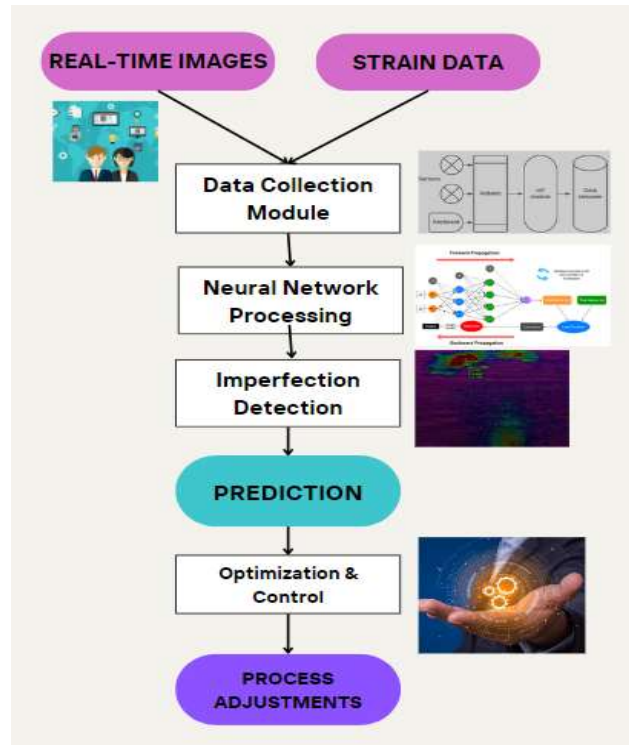 REAL-TIME IMAGES
STRAIN DATA
Data Collection
Module
Neural Network
Processing
Forward Propagation
Backward Propagation
Imperfection
Detection
PREDICTION
Optimization &
Control
PROCESS
ADJUSTMENTS